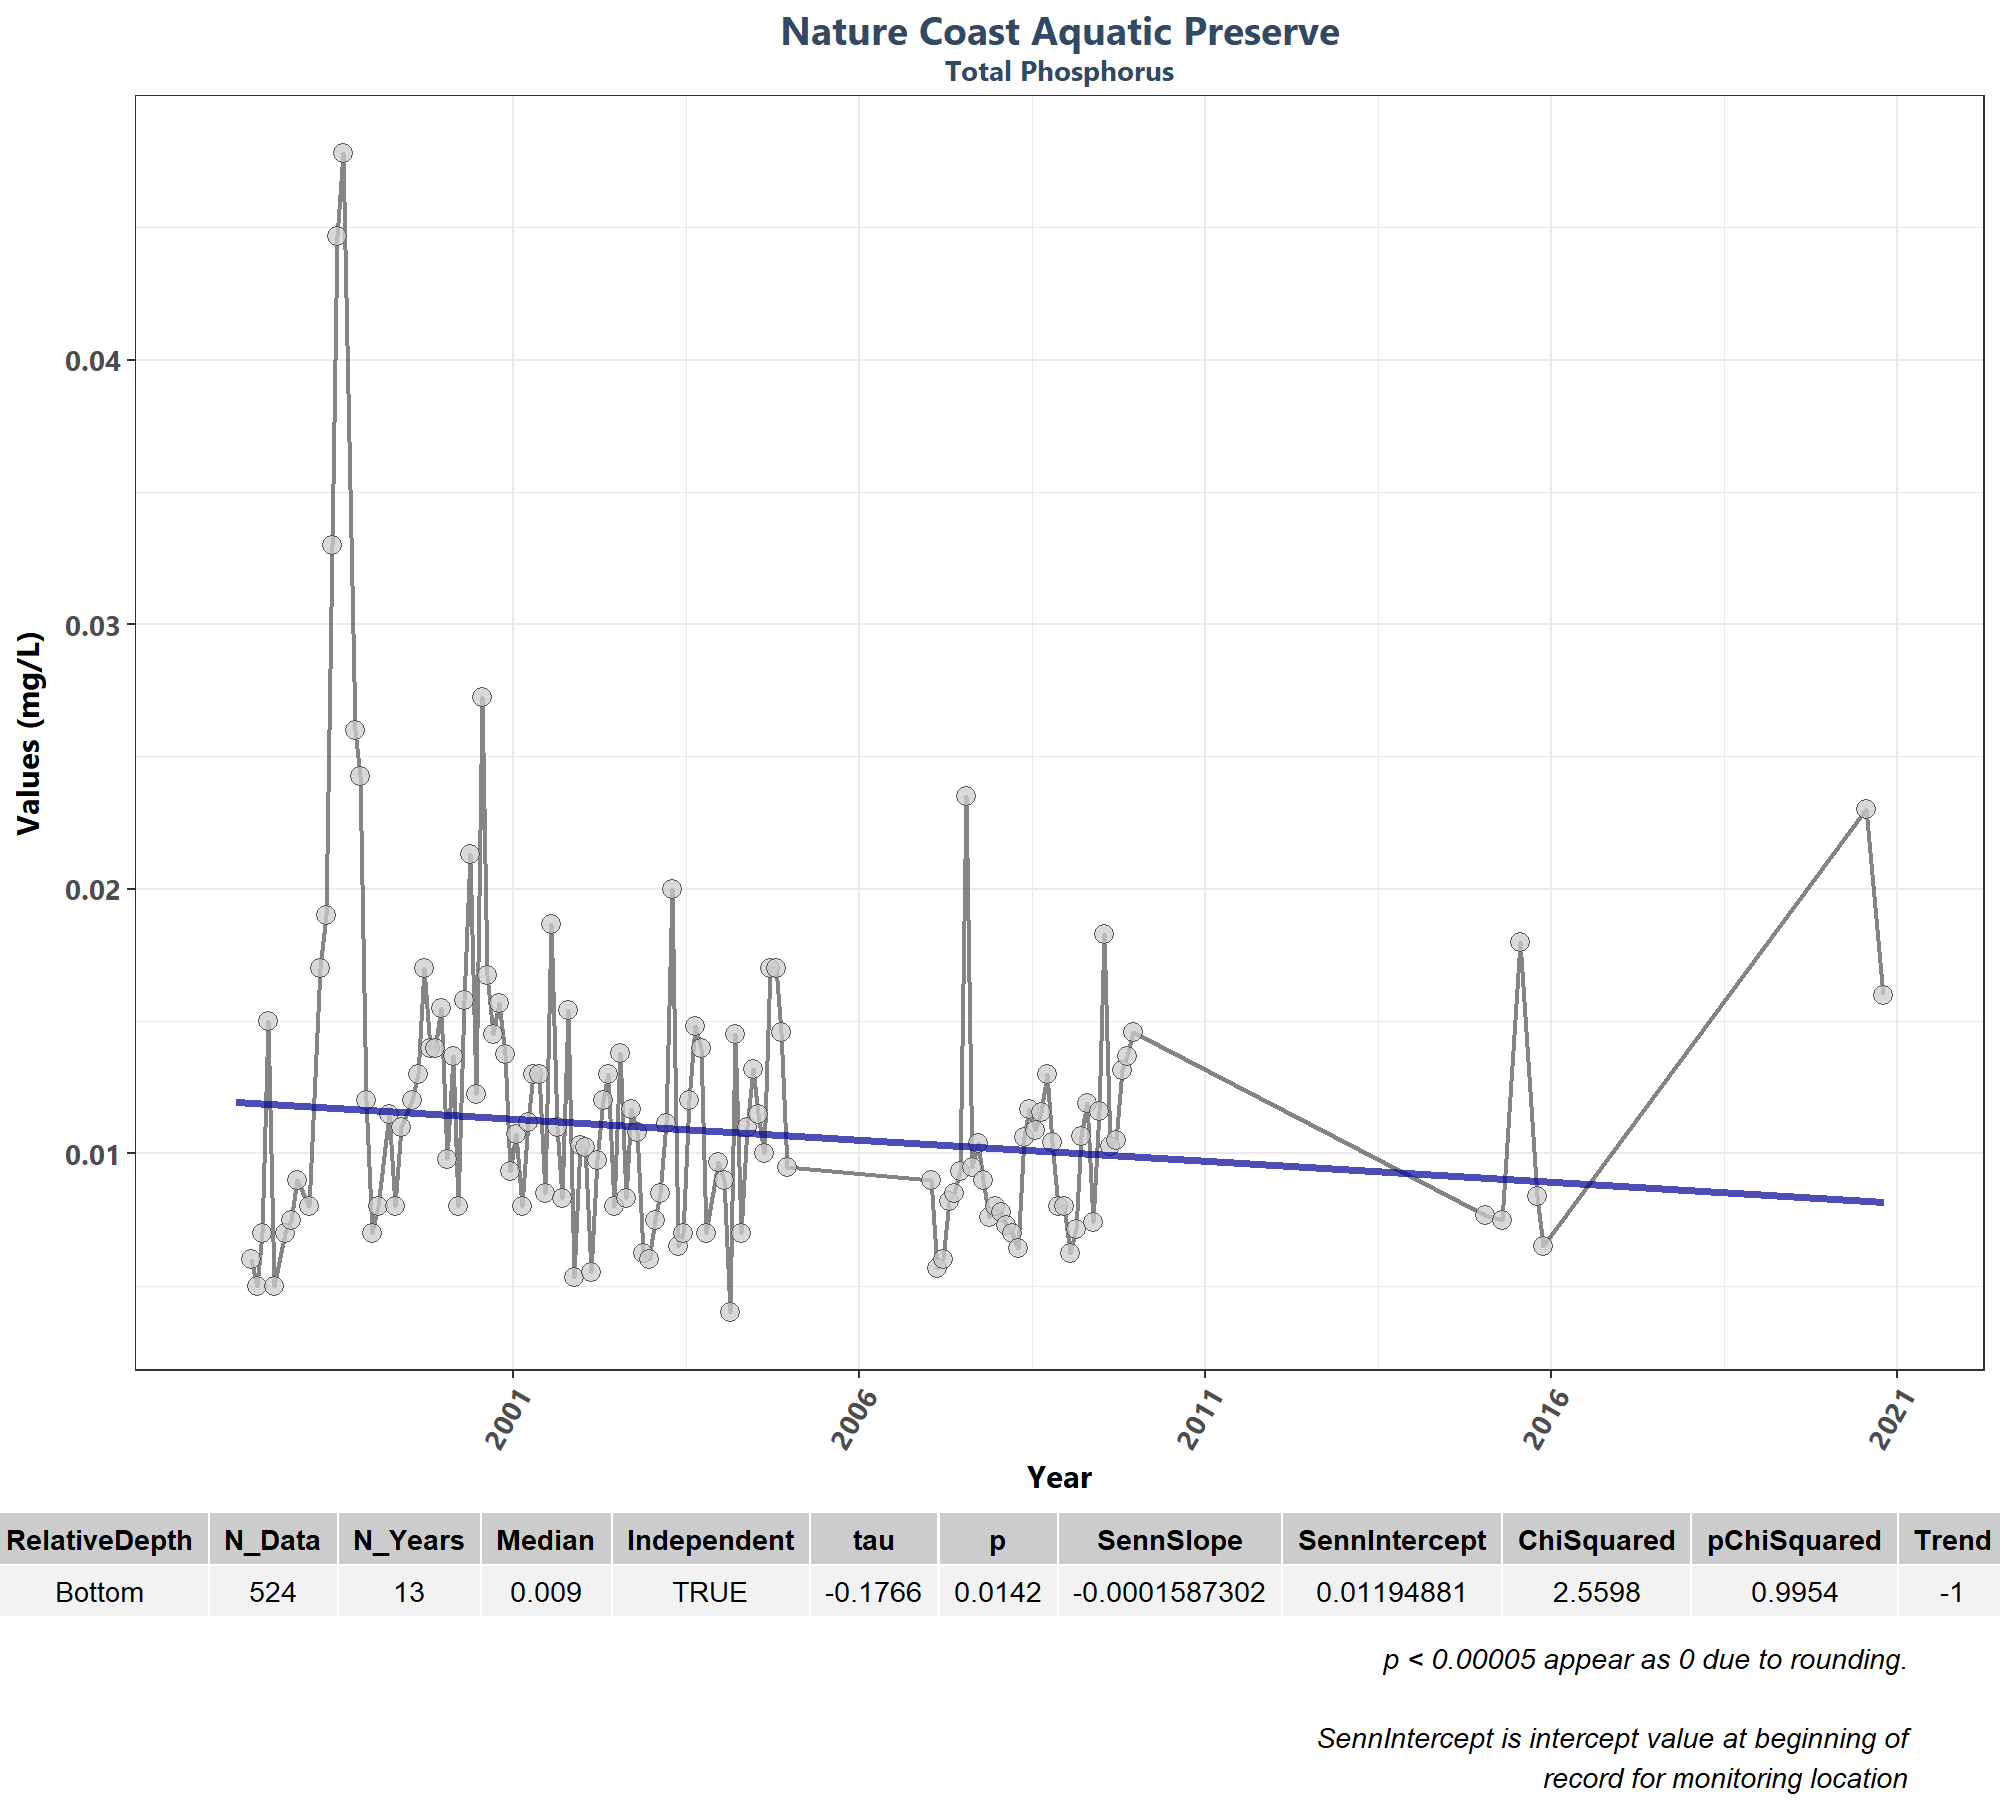 Nature Coast Aquatic Preserve
Total Phosphorus
Values (mg/L)
0.04
0.03
0.02
0.01
2001 2006 2011 2016 2021
Year
RelativeDepth N_Data N_Years Median Independent tau p SennSlope SennIntercept ChiSquared pChiSquared Trend
Bottom 524 13 0.009 TRUE -0.1766 0.0142 -0.0001587302 0.01194881 2.5598 0.9954 -1
p < 0.00005 appear as 0 due to rounding.
SennIntercept is intercept value at beginning of
record for monitoring location